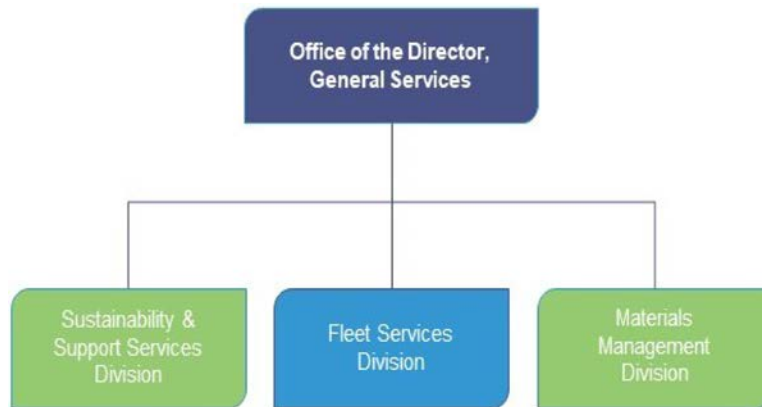 Office of the Director,
General Services
Sustainability &
Support Services
Division
Fleet Services
Division
Materials
Management
Division